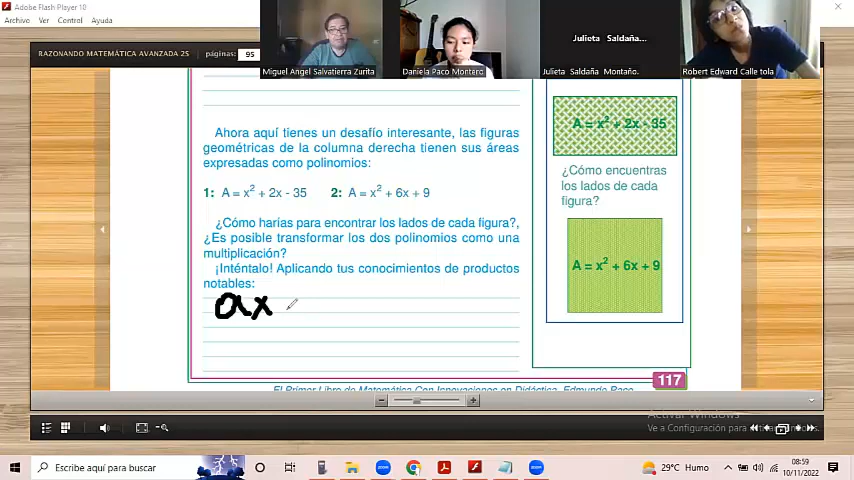 Adobe Flash Player 10
Archivo Ver Control Ayuda
RAZONANDO MATEMÁTICA AVANZADA 25 páginas: 95
Miguel Angel Salvatierra Zurita
Daniela Paco Montero
Julieta Saldaña...
Julieta Saldaña Montaño.
Robert Edward Calle tola
Ahora aquí tienes un desafío interesante, las figuras
geométricas de la columna derecha tienen sus áreas
expresadas como polinomios:
1: A = x² + 2x - 35 2: A = x² + 6x + 9
¿Cómo harías para encontrar los lados de cada figura?,
¿Es posible transformar los dos polinomios como una
multiplicación?
¡Inténtalo! Aplicando tus conocimientos de productos
notables:
ax
A = x² + 2x - 35
¿Cómo encuentras
los lados de cada
figura?
A = x² + 6x + 9
117
El Primer Libro de Matemática Con Innovaciones en Didáctica. Edmundo Paco
Activar Windows
Ve a Configuración para activar Windows.
Escribe aquí para buscar
29°C Humo
08:59
10/11/2022